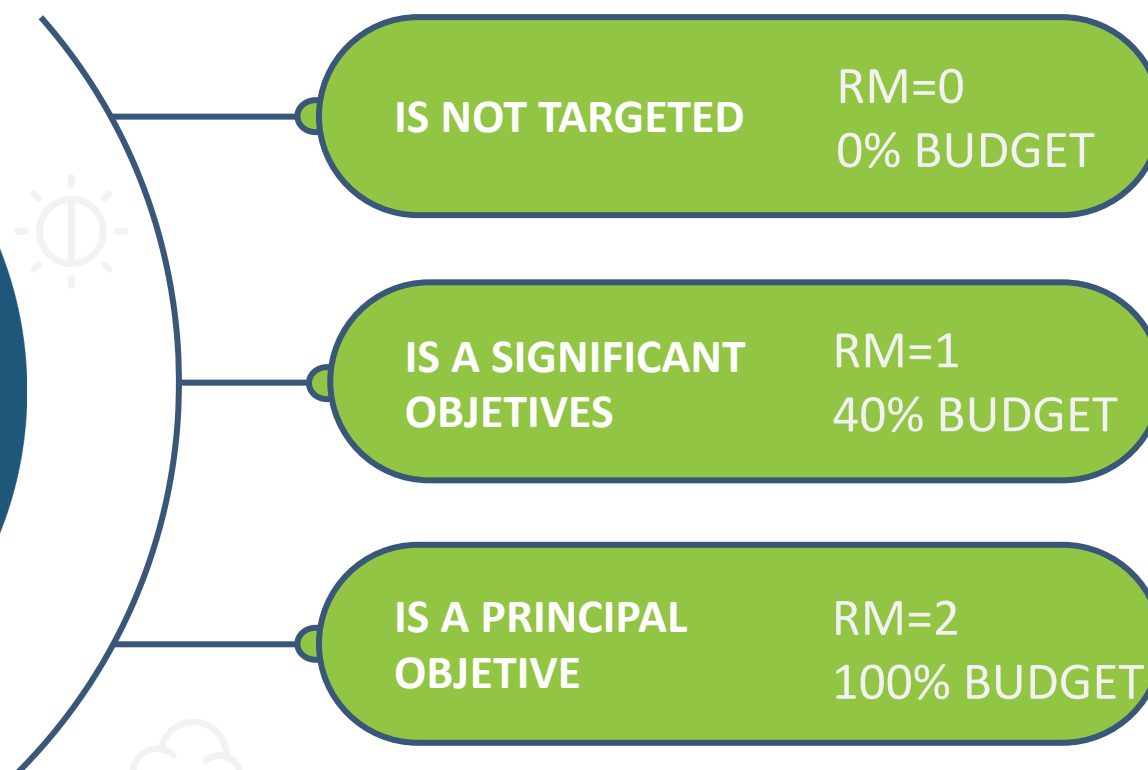 IS NOT TARGETED
RM=0
0% BUDGET
IS A SIGNIFICANT
OBJETIVES
RM=1
40% BUDGET
IS A PRINCIPAL
OBJETIVE
RM=2
100% BUDGET